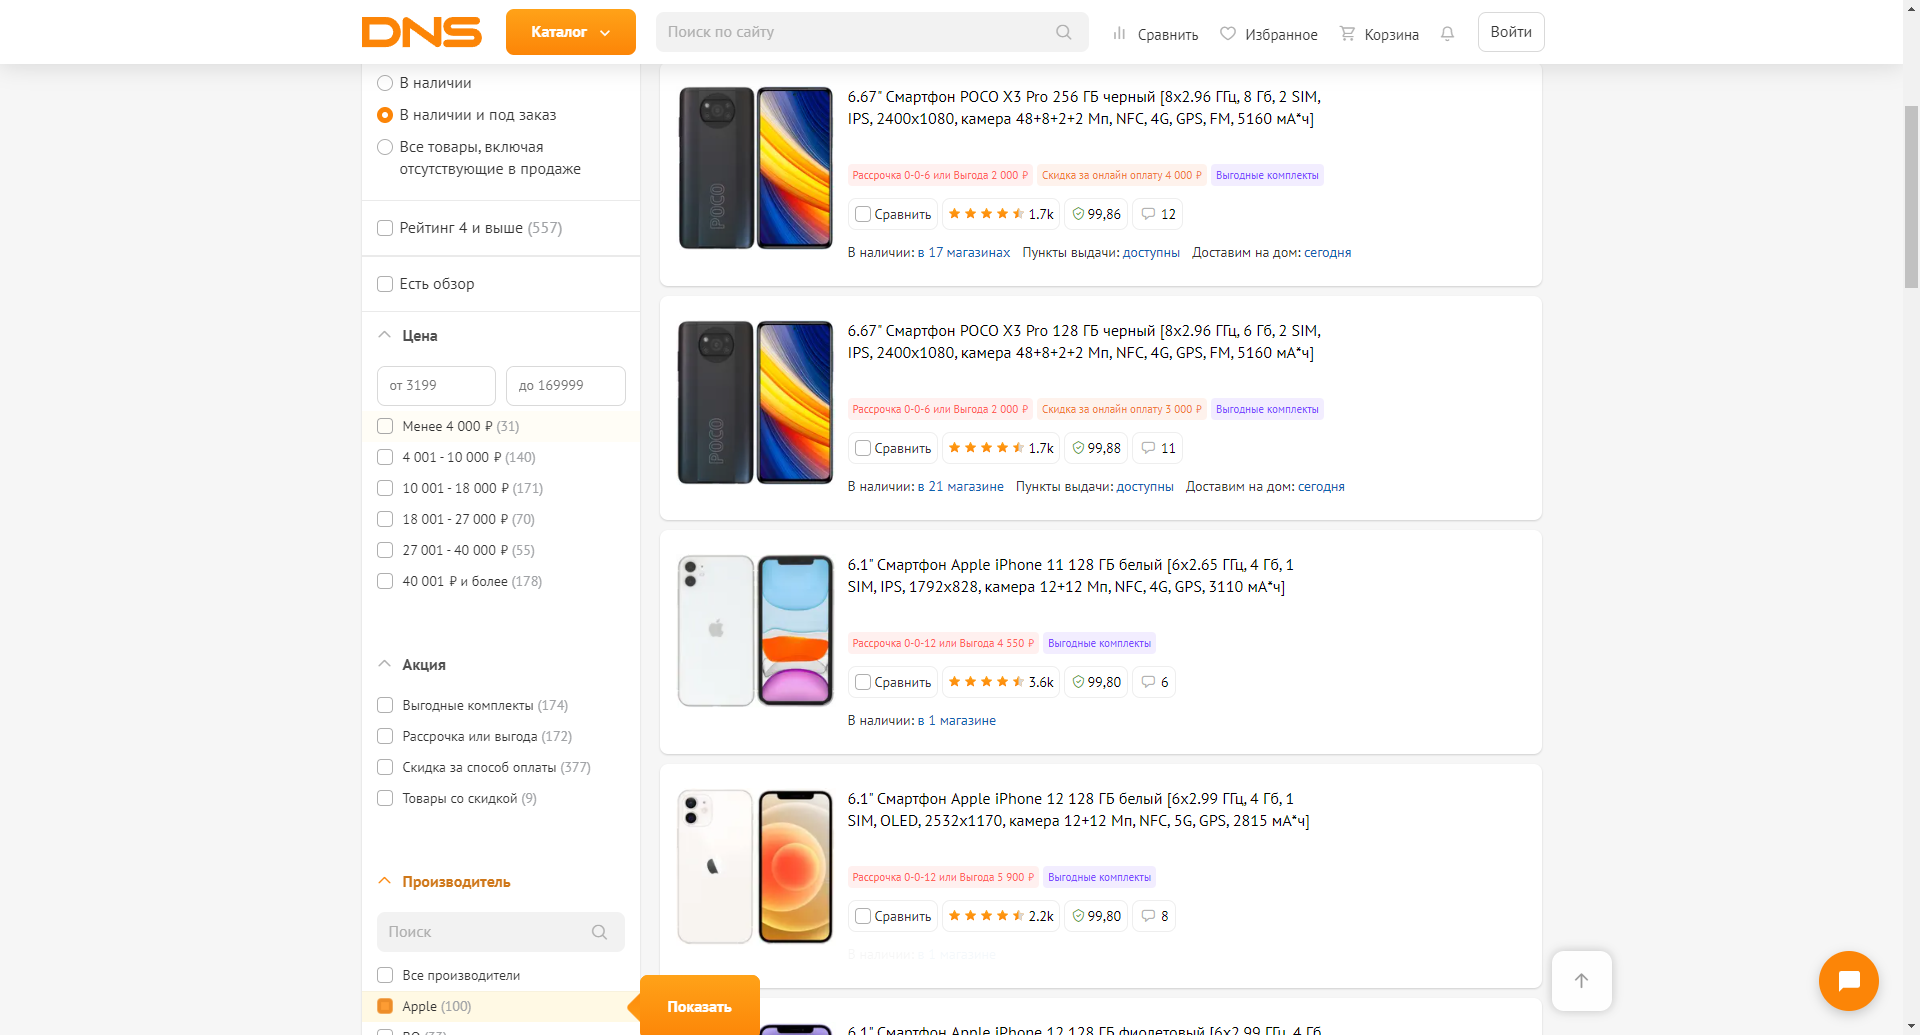 DNS
Каталог
Поиск по сайту
Сравнить
Избранное
Корзина
Войти
В наличии
В наличии и под заказ
Все товары, включая
отсутствующие в продаже
Рейтинг 4 и выше (557)
Есть обзор
Цена
от 3199
до 169999
Менее 4 000 ₽ (31)
4 001 - 10 000 ₽ (140)
10 001 - 18 000 ₽ (171)
18 001 - 27 000 ₽ (70)
27 001 - 40 000 ₽ (55)
40 001 ₽ и более (178)
Акция
Выгодные комплекты (174)
Рассрочка или выгода (172)
Скидка за способ оплаты (377)
Товары со скидкой (9)
Производитель
Поиск
Все производители
Apple (100)
Показать
POCO
6.67" Смартфон POCO X3 Pro 256 ГБ черный [8x2.96 ГГц, 8 Гб, 2 SIM,
IPS, 2400x1080, камера 48+8+2+2 Мп, NFC, 4G, GPS, FM, 5160 мА*ч]
Рассрочка 0-0-6 или Выгода 2 000 ₽
Скидка за онлайн оплату 4 000 ₽
Выгодные комплекты
Сравнить
1.7k
99,86
12
В наличии: в 17 магазинах Пункты выдачи: доступны Доставим на дом: сегодня
POCO
6.67" Смартфон POCO X3 Pro 128 ГБ черный [8x2.96 ГГц, 6 Гб, 2 SIM,
IPS, 2400x1080, камера 48+8+2+2 Мп, NFC, 4G, GPS, FM, 5160 мА*ч]
Рассрочка 0-0-6 или Выгода 2 000 ₽
Скидка за онлайн оплату 3 000 ₽
Выгодные комплекты
Сравнить
1.7k
99,88
11
В наличии: в 21 магазине Пункты выдачи: доступны Доставим на дом: сегодня
6.1" Смартфон Apple iPhone 11 128 ГБ белый [6x2.65 ГГц, 4 Гб, 1
SIM, IPS, 1792x828, камера 12+12 Мп, NFC, 4G, GPS, 3110 мА*ч]
Рассрочка 0-0-12 или Выгода 4 550 ₽
Выгодные комплекты
Сравнить
3.6k
99,80
6
В наличии: в 1 магазине
6.1" Смартфон Apple iPhone 12 128 ГБ белый [6x2.99 ГГц, 4 Гб, 1
SIM, OLED, 2532x1170, камера 12+12 Мп, NFC, 5G, GPS, 2815 мА*ч]
Рассрочка 0-0-12 или Выгода 5 900 ₽
Выгодные комплекты
Сравнить
2.2k
99,80
8
В наличии: в 1 магазине
6.1" Смартфон Apple iPhone 12 128 ГБ фиолетовый [6x2.99 ГГц, 4 Гб,